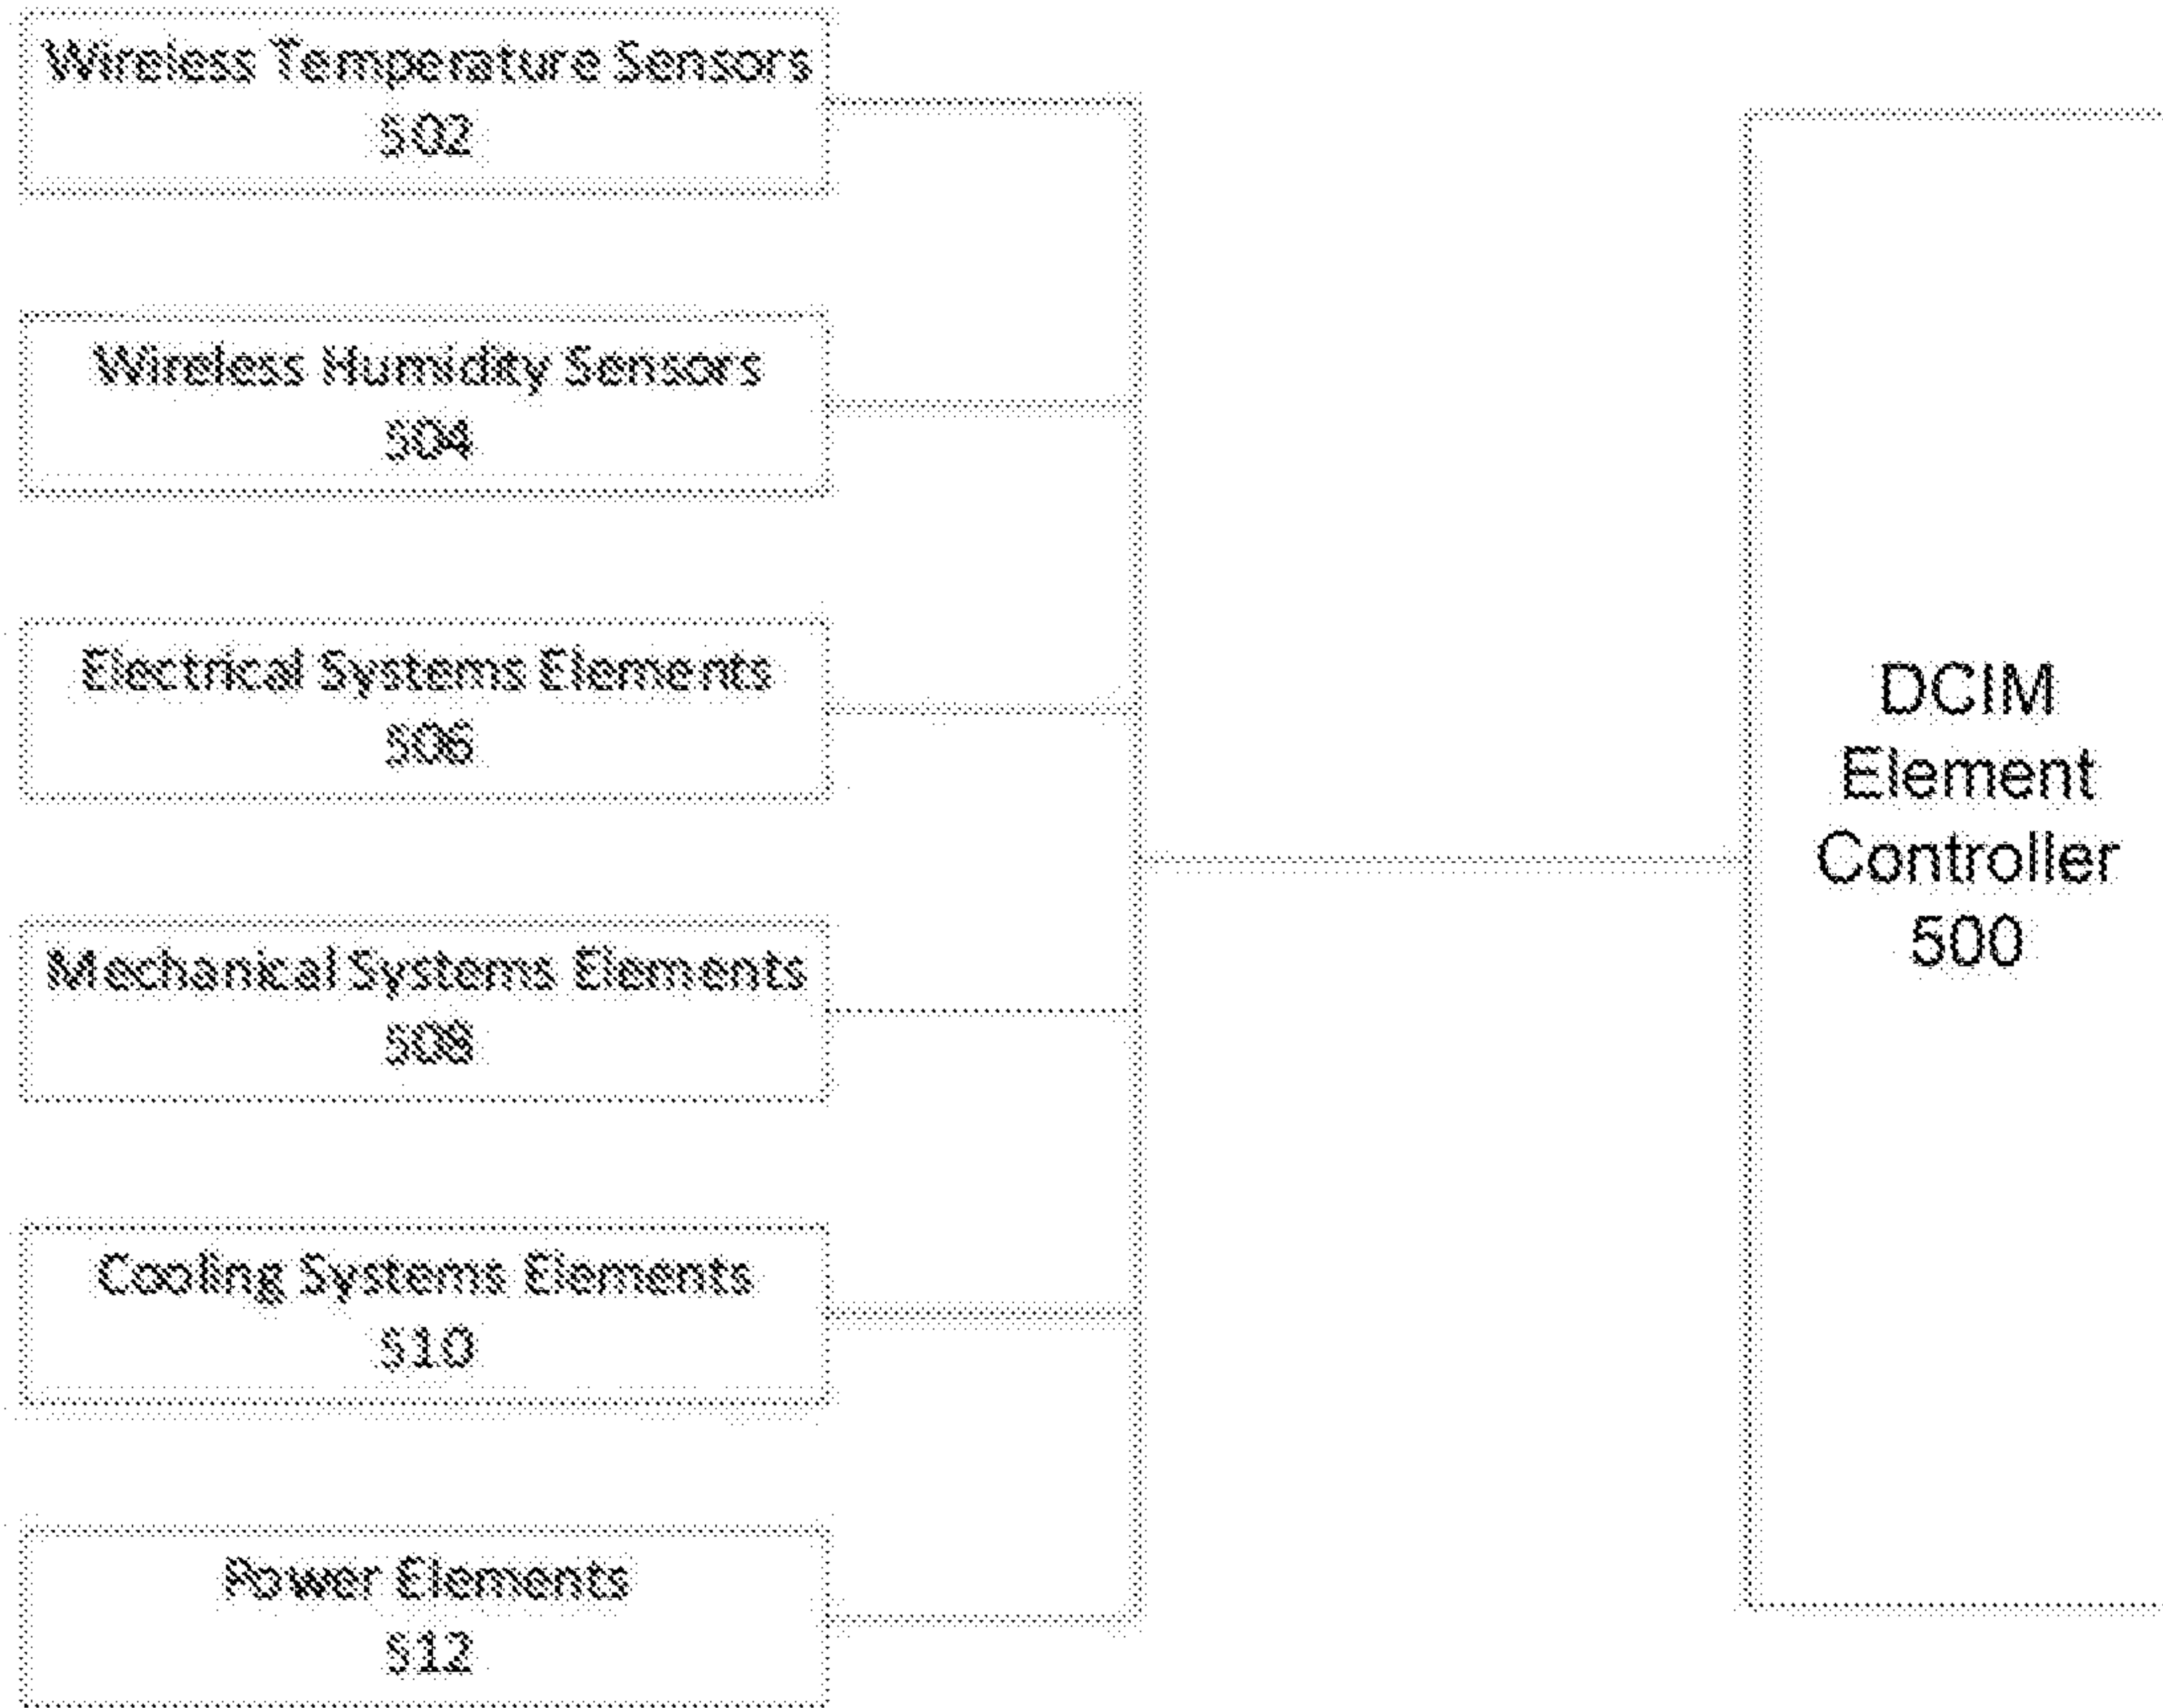 Wireless Temperature Sensors
502
Wireless Humidity Sensors
504
Electrical Systems Elements
506
Mechanical Systems Elements
508
Cooling Systems Elements
510
Power Elements
512
DCIM
Element
Controller
500